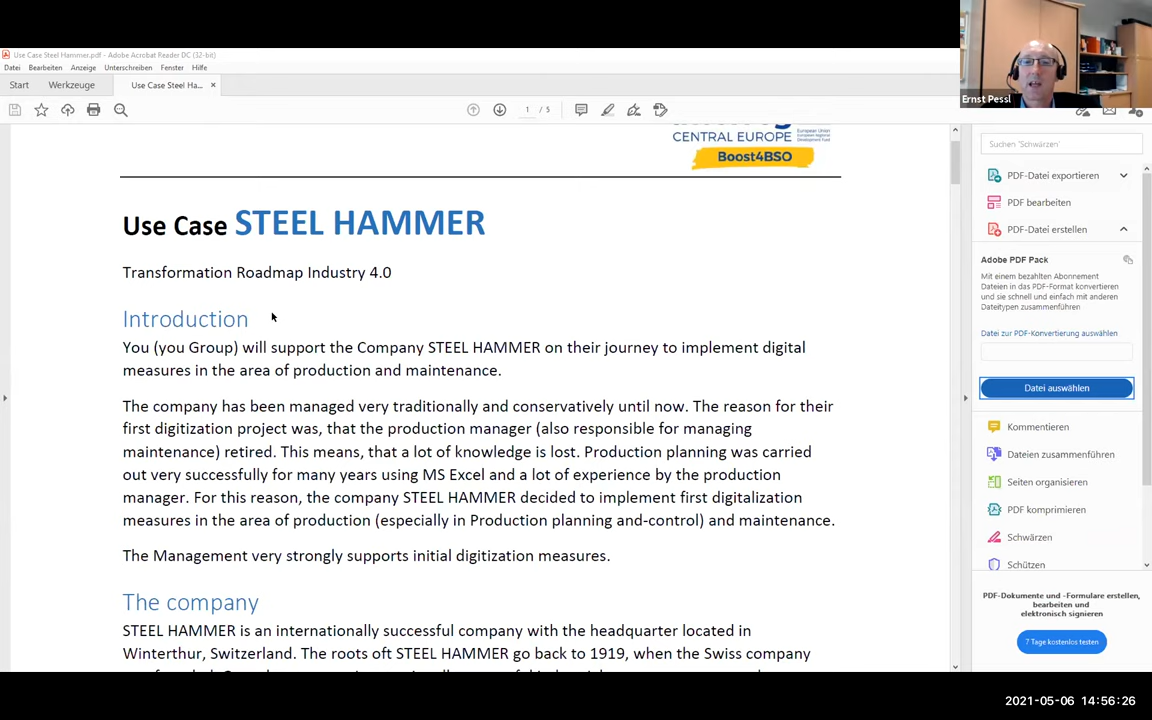 Use Case Steel Hammer.pdf - Adobe Acrobat Reader DC (32-bit)
Datei Bearbeiten Anzeige Unterschreiben Fenster Hilfe
Start Werkzeuge Use Case Steel Ha... ×
1 / 5
Ernst Pessl
CENTRAL EUROPE European Union European Regional Development Fund
Boost4BSO
Use Case STEEL HAMMER
Transformation Roadmap Industry 4.0
Introduction
You (you Group) will support the Company STEEL HAMMER on their journey to implement digital
measures in the area of production and maintenance.
The company has been managed very traditionally and conservatively until now. The reason for their
first digitization project was, that the production manager (also responsible for managing
maintenance) retired. This means, that a lot of knowledge is lost. Production planning was carried
out very successfully for many years using MS Excel and a lot of experience by the production
manager. For this reason, the company STEEL HAMMER decided to implement first digitalization
measures in the area of production (especially in Production planning and-control) and maintenance.
The Management very strongly supports initial digitization measures.
The company
STEEL HAMMER is an internationally successful company with the headquarter located in
Winterthur, Switzerland. The roots oft STEEL HAMMER go back to 1919, when the Swiss company
Suchen 'Schwärzen'
PDF-Datei exportieren
PDF bearbeiten
PDF-Datei erstellen
Adobe PDF Pack
Mit einem bezahlten Abonnement
Dateien in das PDF-Format konvertieren
und sie schnell und einfach mit anderen
Dateitypen zusammenführen
Datei zur PDF-Konvertierung auswählen
Datei auswählen
Kommentieren
Dateien zusammenführen
Seiten organisieren
PDF komprimieren
Schwärzen
Schützen
PDF-Dokumente und -Formulare erstellen,
bearbeiten und
elektronisch signieren
7 Tage kostenlos testen
2021-05-06 14:56:26